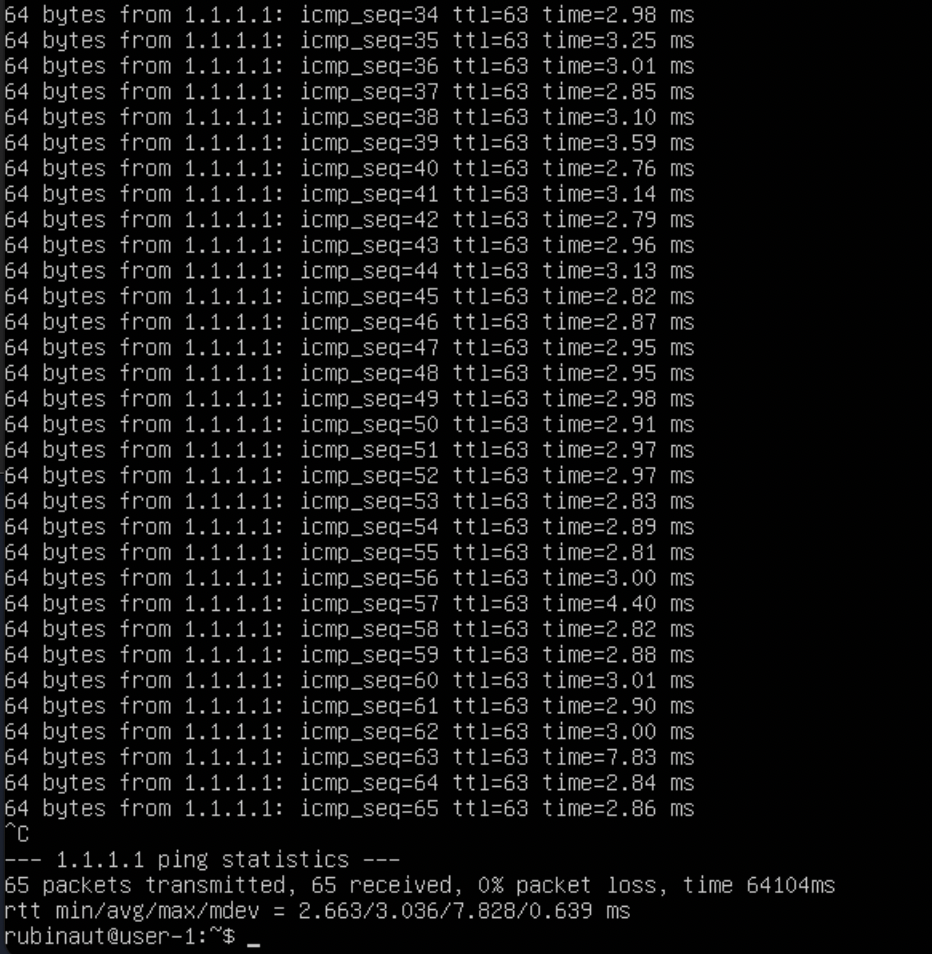 64 bytes from 1.1.1.1: icmp_seq=34 ttl=63 time=2.98 ms
64 bytes from 1.1.1.1: icmp_seq=35 ttl=63 time=3.25 ms
64 bytes from 1.1.1.1: icmp_seq=36 ttl=63 time=3.01 ms
64 bytes from 1.1.1.1: icmp_seq=37 ttl=63 time=2.85 ms
64 bytes from 1.1.1.1: icmp_seq=38 ttl=63 time=3.10 ms
64 bytes from 1.1.1.1: icmp_seq=39 ttl=63 time=3.59 ms
64 bytes from 1.1.1.1: icmp_seq=40 ttl=63 time=2.76 ms
64 bytes from 1.1.1.1: icmp_seq=41 ttl=63 time=3.14 ms
64 bytes from 1.1.1.1: icmp_seq=42 ttl=63 time=2.79 ms
64 bytes from 1.1.1.1: icmp_seq=43 ttl=63 time=2.96 ms
64 bytes from 1.1.1.1: icmp_seq=44 ttl=63 time=3.13 ms
64 bytes from 1.1.1.1: icmp_seq=45 ttl=63 time=2.82 ms
64 bytes from 1.1.1.1: icmp_seq=46 ttl=63 time=2.87 ms
64 bytes from 1.1.1.1: icmp_seq=47 ttl=63 time=2.95 ms
64 bytes from 1.1.1.1: icmp_seq=48 ttl=63 time=2.95 ms
64 bytes from 1.1.1.1: icmp_seq=49 ttl=63 time=2.98 ms
64 bytes from 1.1.1.1: icmp_seq=50 ttl=63 time=2.91 ms
64 bytes from 1.1.1.1: icmp_seq=51 ttl=63 time=2.97 ms
64 bytes from 1.1.1.1: icmp_seq=52 ttl=63 time=2.97 ms
64 bytes from 1.1.1.1: icmp_seq=53 ttl=63 time=2.83 ms
64 bytes from 1.1.1.1: icmp_seq=54 ttl=63 time=2.89 ms
64 bytes from 1.1.1.1: icmp_seq=55 ttl=63 time=2.81 ms
64 bytes from 1.1.1.1: icmp_seq=56 ttl=63 time=3.00 ms
64 bytes from 1.1.1.1: icmp_seq=57 ttl=63 time=4.40 ms
64 bytes from 1.1.1.1: icmp_seq=58 ttl=63 time=2.82 ms
64 bytes from 1.1.1.1: icmp_seq=59 ttl=63 time=2.88 ms
64 bytes from 1.1.1.1: icmp_seq=60 ttl=63 time=3.01 ms
64 bytes from 1.1.1.1: icmp_seq=61 ttl=63 time=2.90 ms
64 bytes from 1.1.1.1: icmp_seq=62 ttl=63 time=3.00 ms
64 bytes from 1.1.1.1: icmp_seq=63 ttl=63 time=7.83 ms
64 bytes from 1.1.1.1: icmp_seq=64 ttl=63 time=2.84 ms
64 bytes from 1.1.1.1: icmp_seq=65 ttl=63 time=2.86 ms
^C
--- 1.1.1.1 ping statistics ---
65 packets transmitted, 65 received, 0% packet loss, time 64104ms
rtt min/avg/max/mdev = 2.663/3.036/7.828/0.639 ms
rubinaut@user-1:~$ _